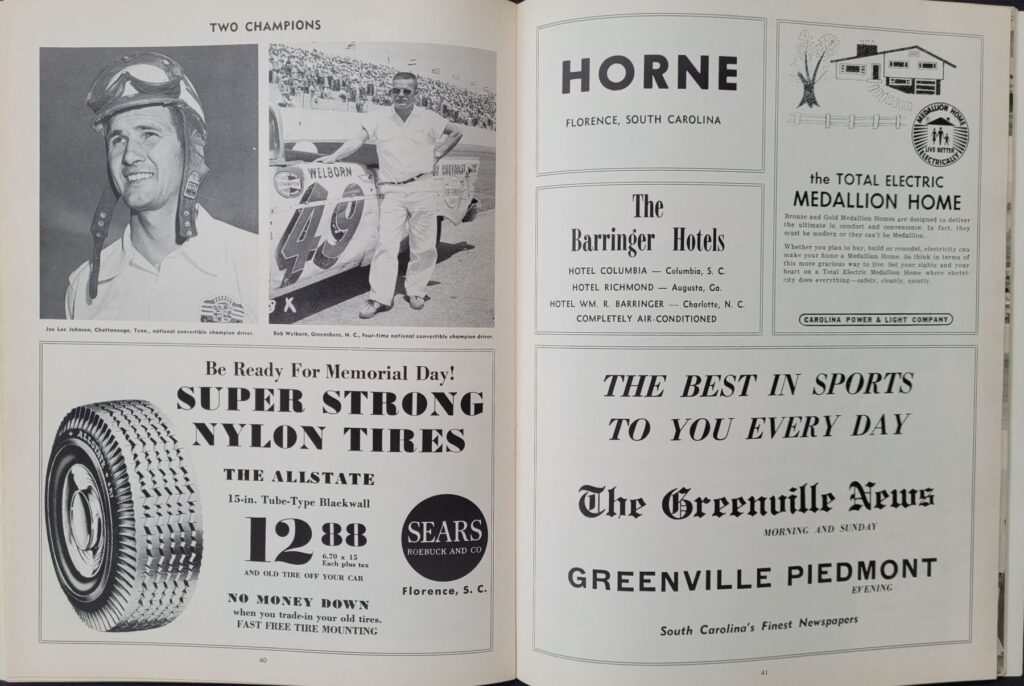 TWO CHAMPIONS
CHAMPION
WELBORN
49
CHEVROLET
X
Joe Lee Johnson, Chattanooga, Tenn., national convertible champion driver.
Bob Welborn, Greensboro, N. C., four-time national convertible champion driver.
Be Ready For Memorial Day!
SUPER STRONG
NYLON TIRES
THE ALLSTATE
15-in. Tube-Type Blackwall
12 88
6.70 x 15
Each plus tax
AND OLD TIRE OFF YOUR CAR
NO MONEY DOWN
when you trade-in your old tires.
FAST FREE TIRE MOUNTING
SEARS
ROEBUCK AND CO
Florence, S. C.
40
HORNE
FLORENCE, SOUTH CAROLINA
The
Barringer Hotels
HOTEL COLUMBIA — Columbia, S. C.
HOTEL RICHMOND — Augusta, Ga.
HOTEL WM. R. BARRINGER — Charlotte, N. C.
COMPLETELY AIR-CONDITIONED
MEDALLION HOME
LIVE BETTER
ELECTRICALLY
the TOTAL ELECTRIC
MEDALLION HOME
Bronze and Gold Medallion Homes are designed to deliver
the ultimate in comfort and convenience. In fact, they
must be modern or they can't be Medallion.
Whether you plan to buy, build or remodel, electricity can
make your home a Medallion Home. So think in terms of
this more gracious way to live. Set your sights and your
heart on a Total Electric Medallion Home where electri-
city does everything—safely, cleanly, quietly.
CAROLINA POWER & LIGHT COMPANY
THE BEST IN SPORTS
TO YOU EVERY DAY
The Greenville News
MORNING AND SUNDAY
GREENVILLE PIEDMONT
EVENING
South Carolina's Finest Newspapers
41